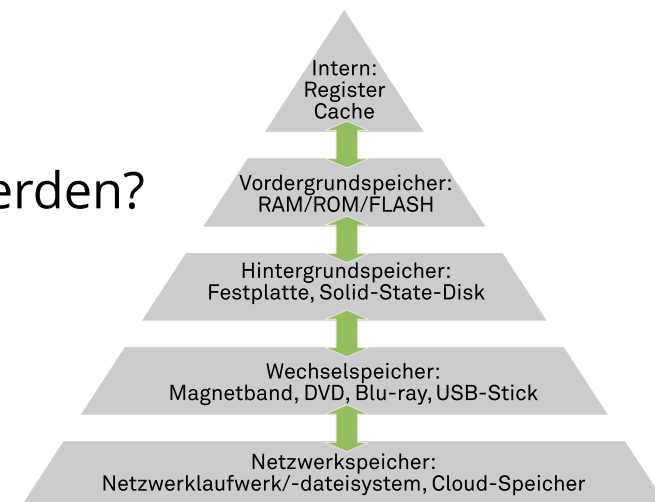 Intern:
Register
Cache
Vordergrundspeicher:
RAM/ROM/FLASH
Hintergrundspeicher:
Festplatte, Solid-State-Disk
Wechselspeicher:
Magnetband, DVD, Blu-ray, USB-Stick
Netzwerkspeicher:
Netzwerklaufwerk/-dateisystem, Cloud-Speicher
erden?